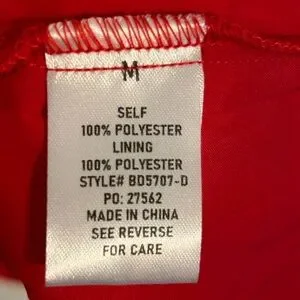 M
SELF
100% POLYESTER
LINING
100% POLYESTER
STYLE# BD5707-D
PO: 27562
MADE IN CHINA
SEE REVERSE
FOR CARE